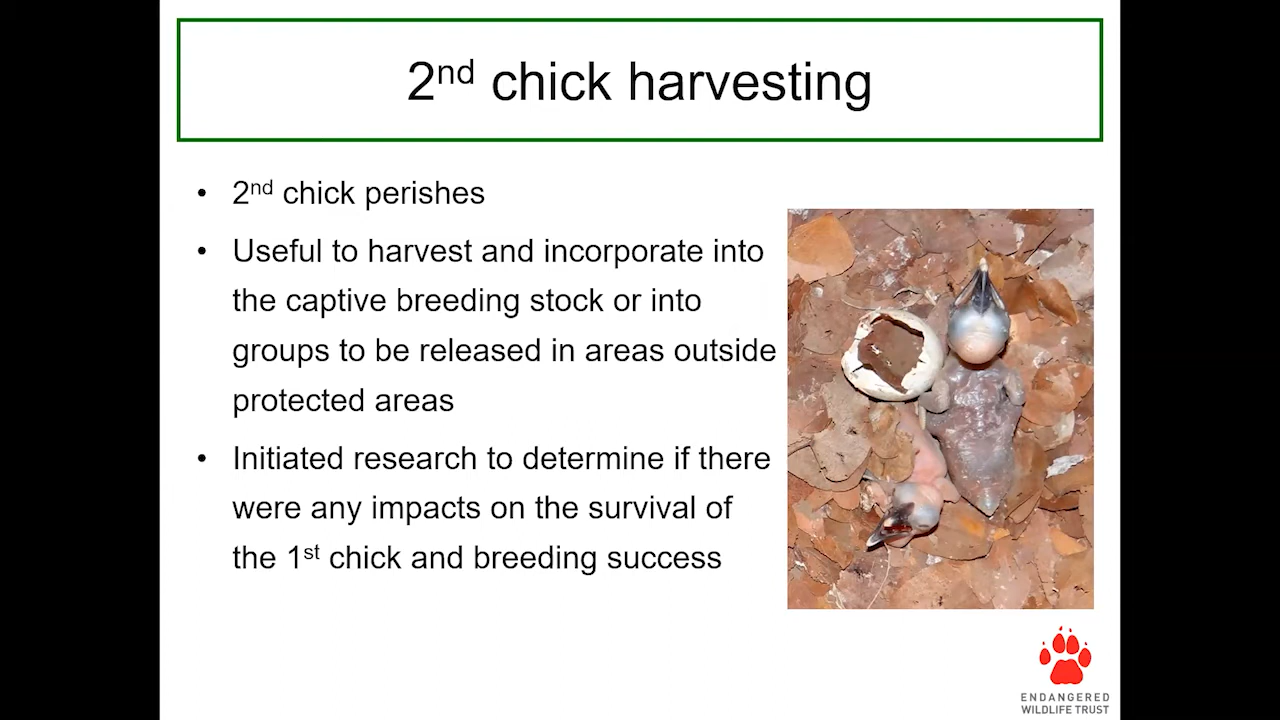 2nd chick harvesting
• 2nd chick perishes
• Useful to harvest and incorporate into
the captive breeding stock or into
groups to be released in areas outside
protected areas
• Initiated research to determine if there
were any impacts on the survival of
the 1st chick and breeding success
ENDANGERED
WILDLIFE TRUST